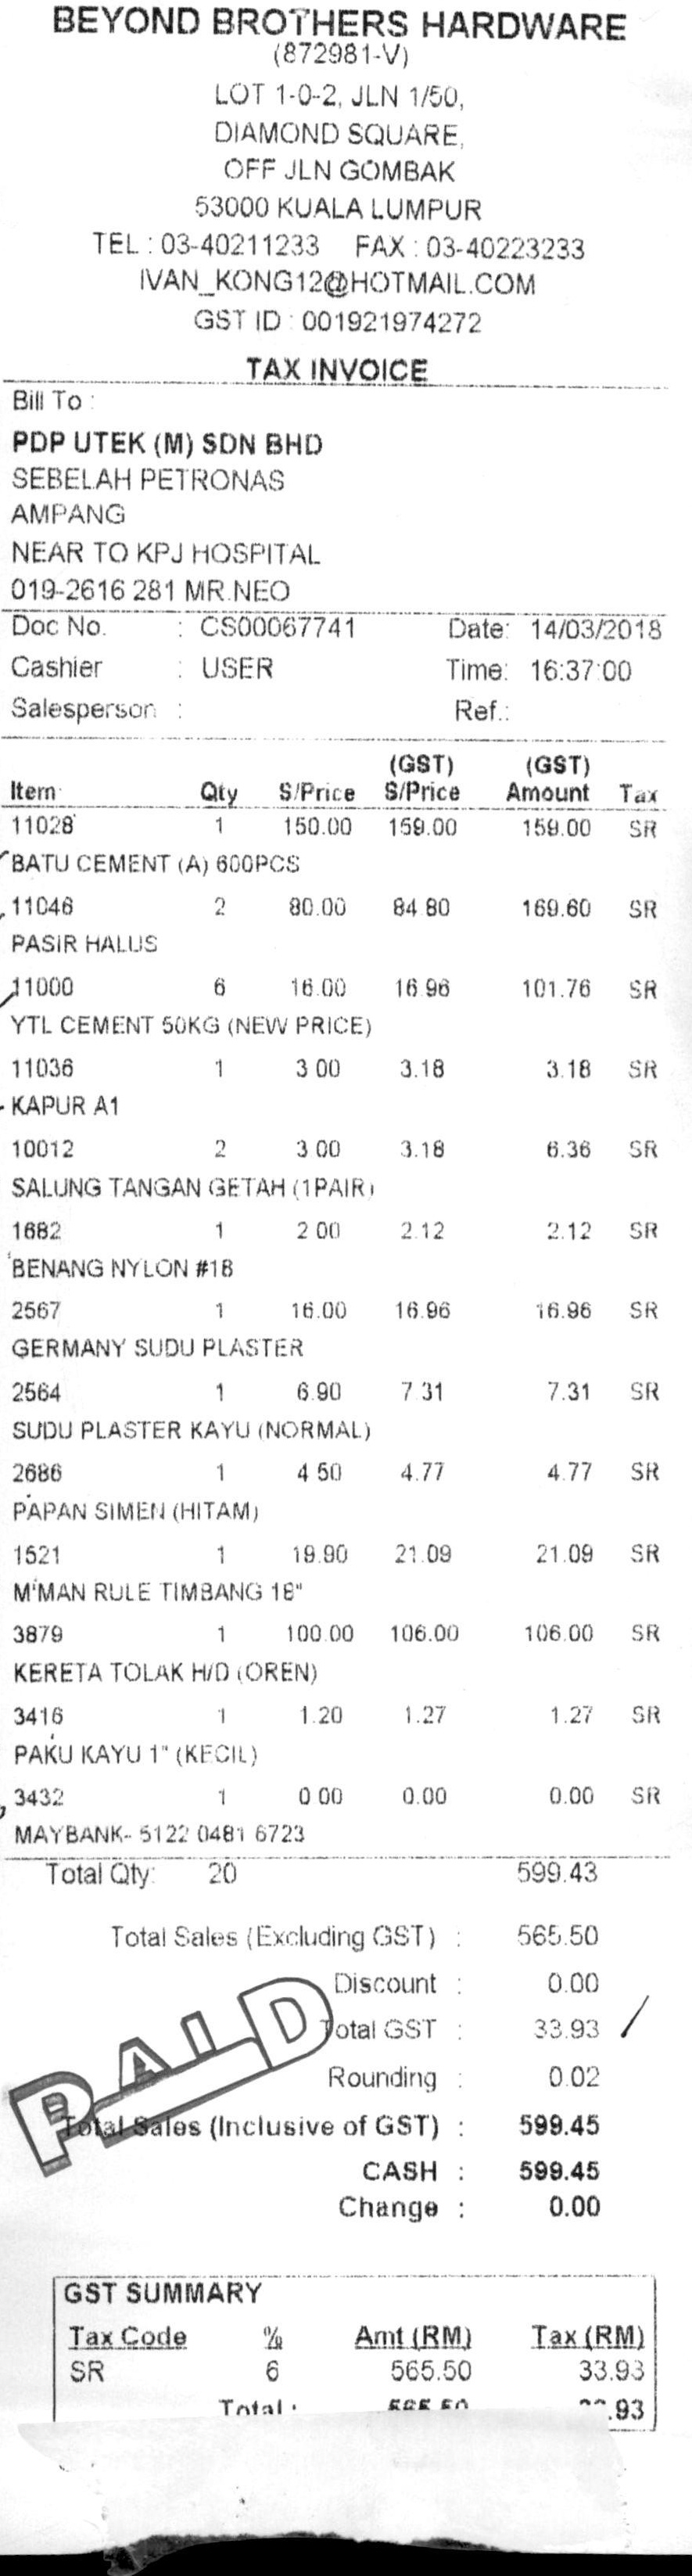 BEYOND BROTHERS HARDWARE
(872981-V)
LOT 1-0-2, JLN 1/50,
DIAMOND SQUARE,
OFF JLN GOMBAK
53000 KUALA LUMPUR
TEL : 03-40211233 FAX : 03-40223233
IVAN_KONG12@HOTMAIL.COM
GST ID : 001921974272
TAX INVOICE
Bill To :
PDP UTEK (M) SDN BHD
SEBELAH PETRONAS
AMPANG
NEAR TO KPJ HOSPITAL
019-2616 281 MR.NEO
Doc No. : CS00067741 Date: 14/03/2018
Cashier : USER Time: 16:37:00
Salesperson : Ref.:
(GST) (GST)
Item Qty S/Price S/Price Amount Tax
11028 1 150.00 159.00 159.00 SR
BATU CEMENT (A) 600PCS
11046 2 80.00 84.80 169.60 SR
PASIR HALUS
11000 6 16.00 16.96 101.76 SR
YTL CEMENT 50KG (NEW PRICE)
11036 1 3.00 3.18 3.18 SR
KAPUR A1
10012 2 3.00 3.18 6.36 SR
SALUNG TANGAN GETAH (1PAIR)
1682 1 2.00 2.12 2.12 SR
BENANG NYLON #18
2567 1 16.00 16.96 16.96 SR
GERMANY SUDU PLASTER
2564 1 6.90 7.31 7.31 SR
SUDU PLASTER KAYU (NORMAL)
2686 1 4.50 4.77 4.77 SR
PAPAN SIMEN (HITAM)
1521 1 19.90 21.09 21.09 SR
M'MAN RULE TIMBANG 18"
3879 1 100.00 106.00 106.00 SR
KERETA TOLAK H/D (OREN)
3416 1 1.20 1.27 1.27 SR
PAKU KAYU 1" (KECIL)
3432 1 0.00 0.00 0.00 SR
MAYBANK- 5122 0481 6723
Total Qty: 20 599.43
Total Sales (Excluding GST) : 565.50
Discount : 0.00
Total GST : 33.93
Rounding : 0.02
PAID
Total Sales (Inclusive of GST) : 599.45
CASH : 599.45
Change : 0.00
GST SUMMARY
Tax Code % Amt (RM) Tax (RM)
SR 6 565.50 33.93
Total : 565.50 33.93